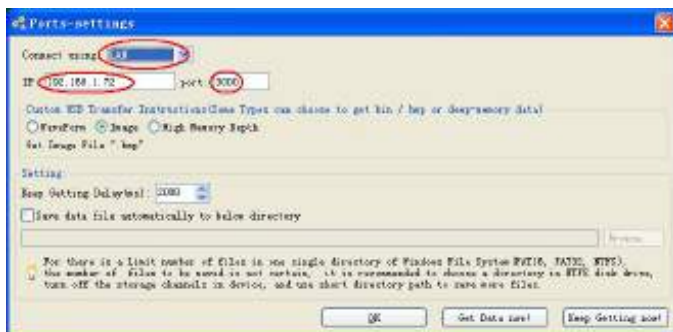 Ports-settings
Connect using:
IP 192.168.1.72 port 3000
Custom USB Transfer Instructions(Some Types can choose to get bin / bmp or deep-memory data)
WaveForm Image High Memory Depth
Get Image File ".bmp"
Setting
Keep Getting Delay(ms): 2000
Save data file automatically to below directory
Browse
For there is a limit number of files in one single directory of Windows File System FAT16, FAT32, NTFS),
the number of files to be saved is not certain, it is recommended to choose a directory in NTFS disk drive,
turn off the storage channels in device, and use short directory path to save more files.
OK Get Data now! Keep Getting now!